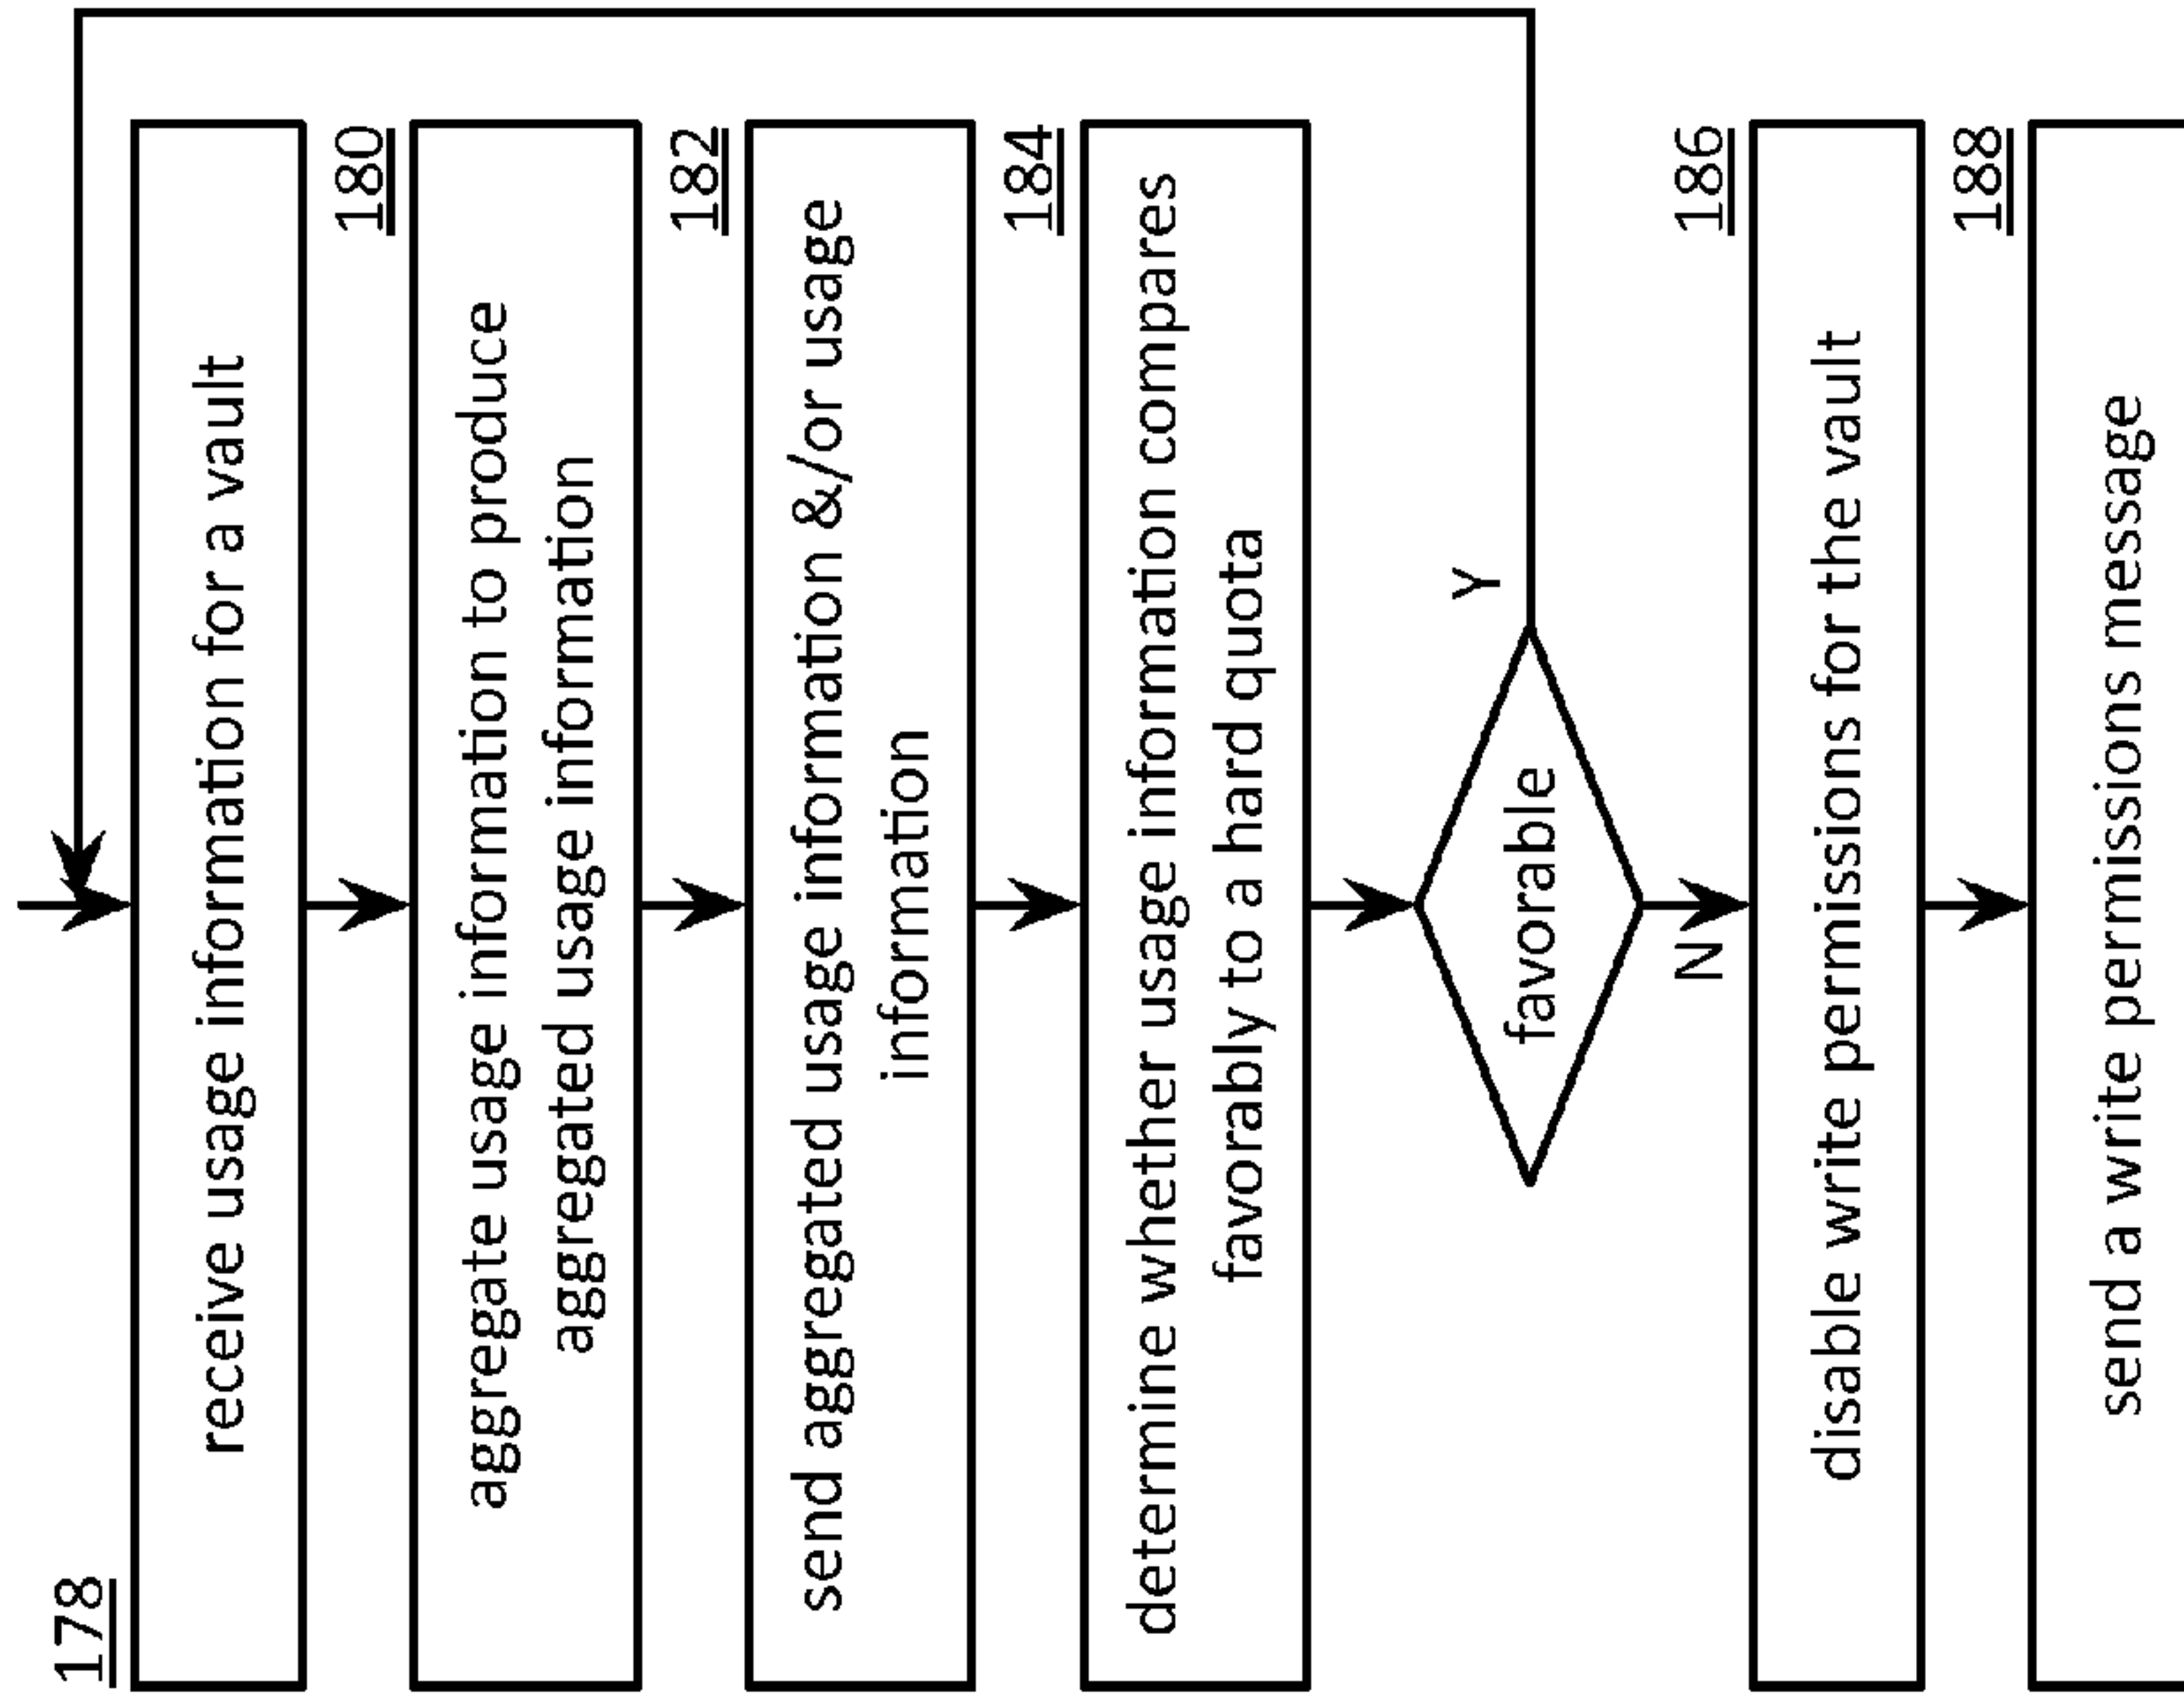 178
receive usage information for a vault
180
aggregate usage information to produce
aggregated usage information
182
send aggregated usage information &/or usage
information
184
determine whether usage information compares
favorably to a hard quota
favorable
Y
N
186
disable write permissions for the vault
188
send a write permissions message